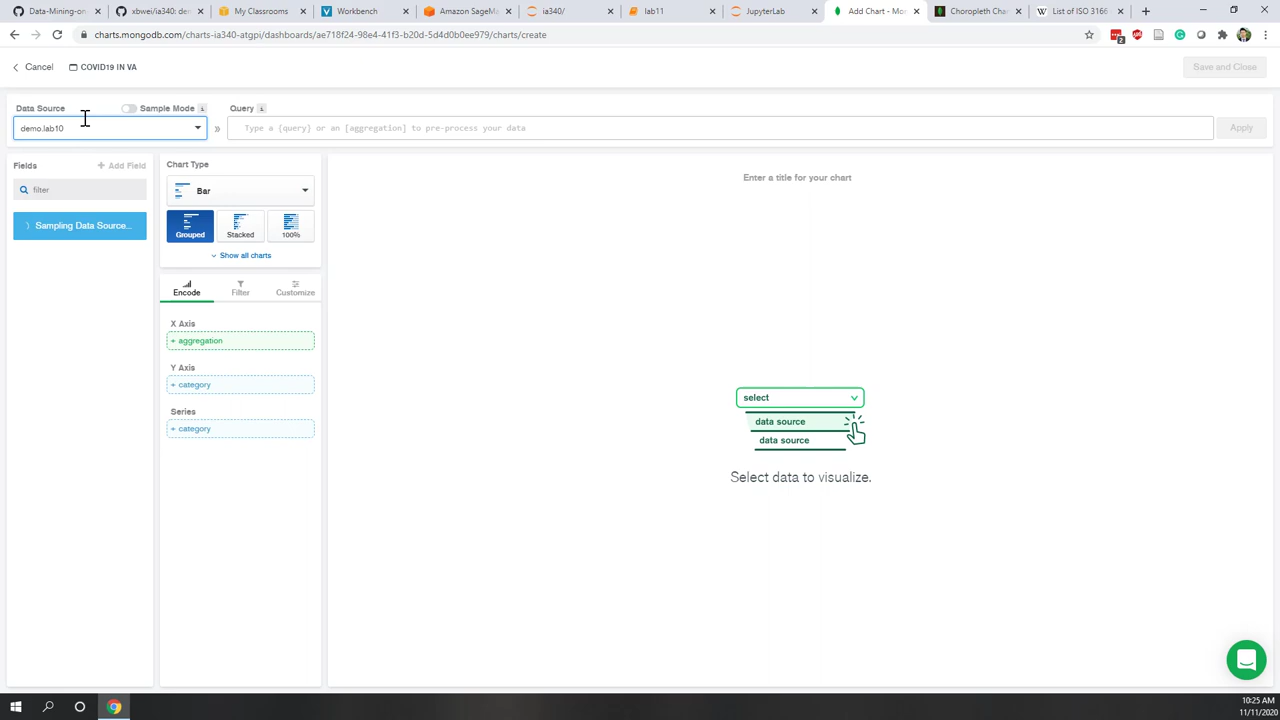 Data-Mining-on
xbwei/ia340: dem
My Classrooms
Workbench
Amazon SageMa
ia340/
lab11
JupyterLab
Add Chart - Mon
Choropleth Cha
List of ISO 3166
charts.mongodb.com/charts-ia340-atgpi/dashboards/ae718f24-98e4-41f3-b20d-5d4d0b0ee979/charts/create
2
Cancel
COVID19 IN VA
Save and Close
Data Source
Sample Mode
i
Query
i
demo.lab10
Type a {query} or an [aggregation] to pre-process your data
Apply
Fields
+ Add Field
Chart Type
Enter a title for your chart
filter
Bar
Sampling Data Source...
Grouped
Stacked
100%
Show all charts
Encode
Filter
Customize
X Axis
+ aggregation
Y Axis
+ category
Series
+ category
select
data source
data source
Select data to visualize.
10:25 AM
11/11/2020